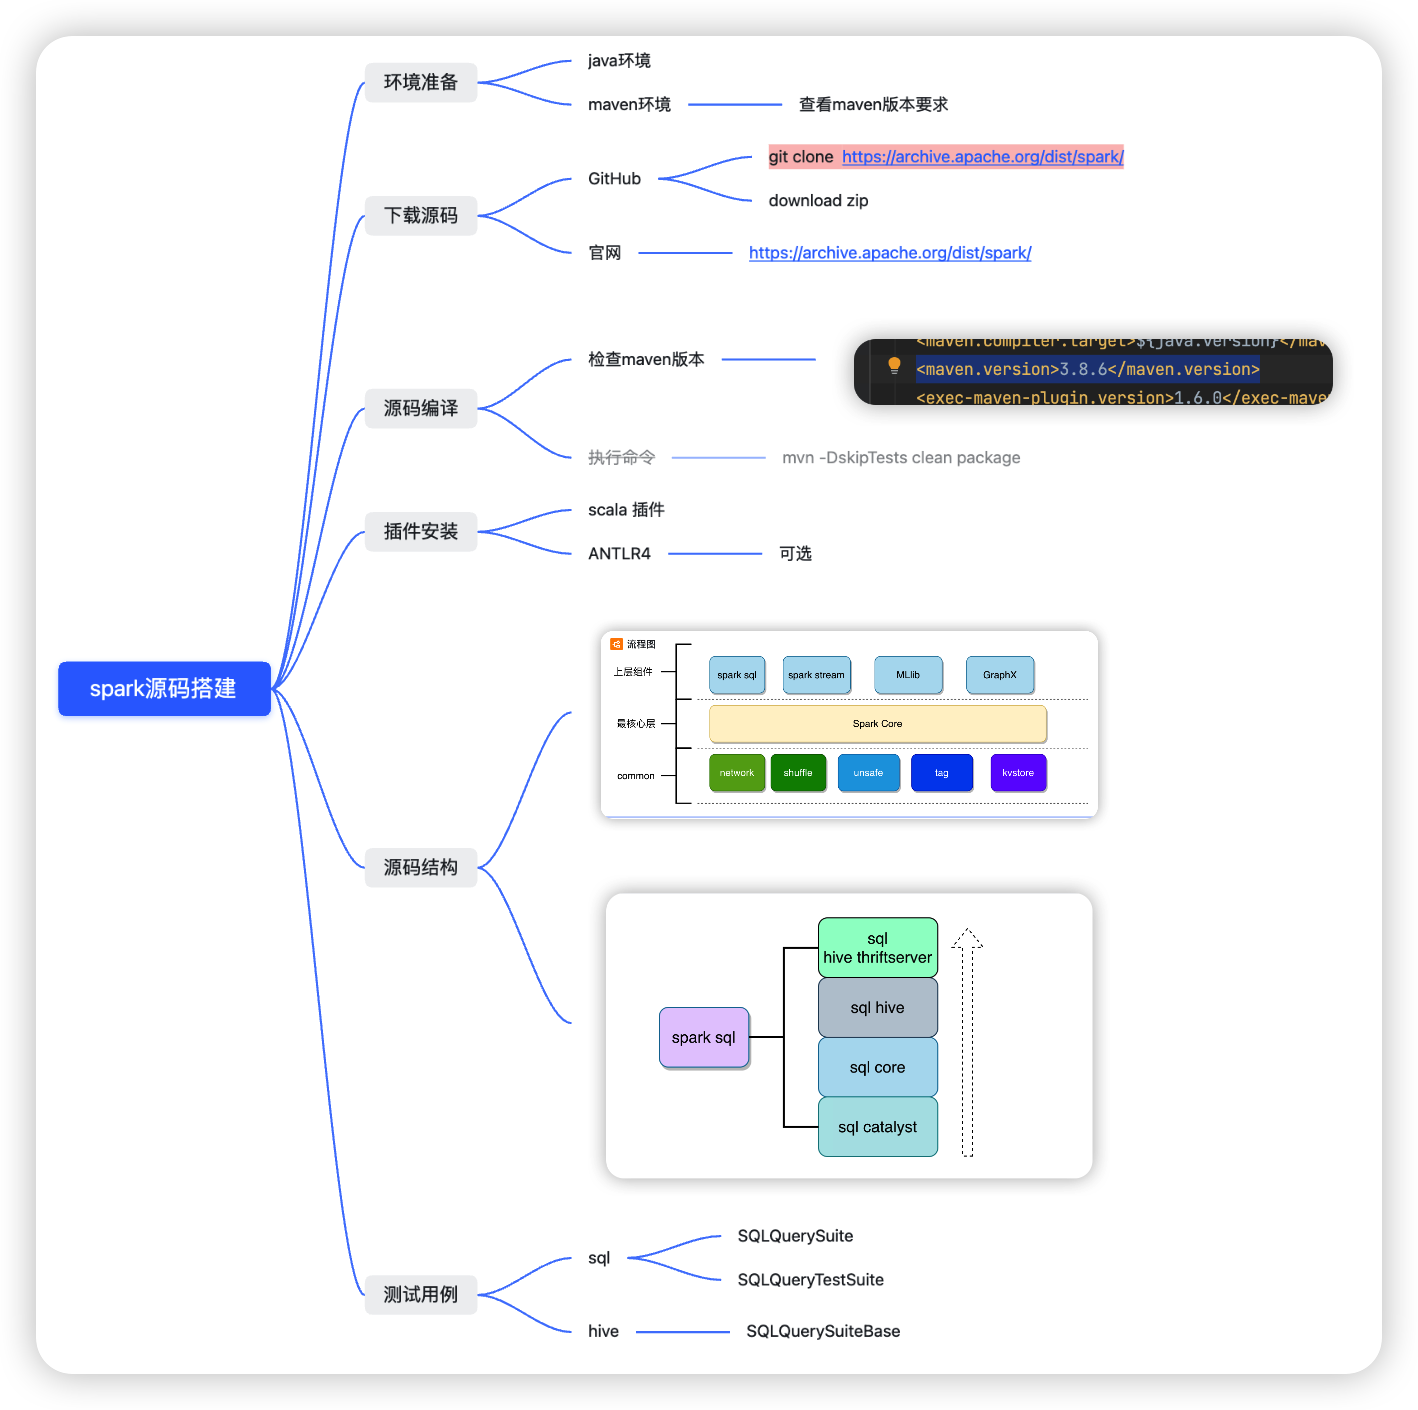 spark源码搭建
环境准备
java环境
maven环境
查看maven版本要求
下载源码
GitHub
git clone https://archive.apache.org/dist/spark/
download zip
官网
https://archive.apache.org/dist/spark/
源码编译
检查maven版本
<maven.compiler.target>${java.version}</mav
<maven.version>3.8.6</maven.version>
<exec-maven-plugin.version>1.6.0</exec-mave
执行命令
mvn -DskipTests clean package
插件安装
scala 插件
ANTLR4
可选
源码结构
流程图
上层组件
spark sql
spark stream
MLlib
GraphX
最核心层
Spark Core
common
network
shuffle
unsafe
tag
kvstore
spark sql
sql
hive thriftserver
sql hive
sql core
sql catalyst
测试用例
sql
SQLQuerySuite
SQLQueryTestSuite
hive
SQLQuerySuiteBase